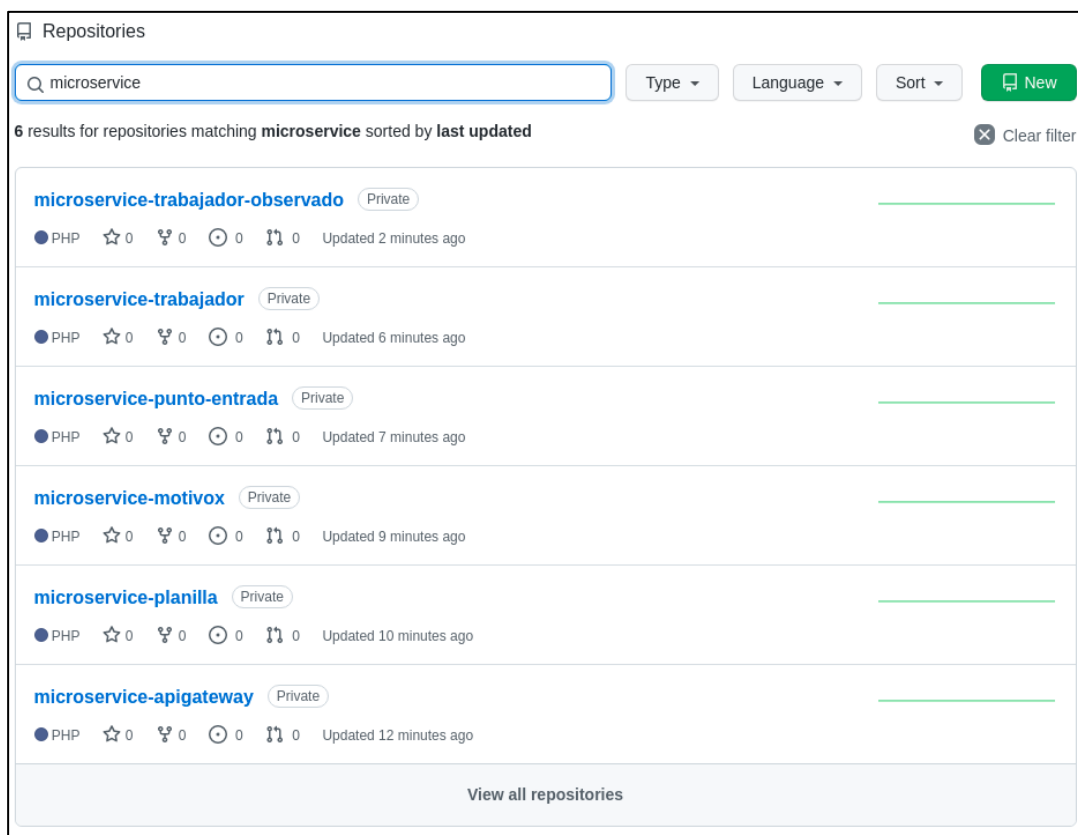 Repositories
microservice Type Language Sort New
6 results for repositories matching microservice sorted by last updated Clear filter
microservice-trabajador-observado Private
PHP 0 0 0 0 Updated 2 minutes ago
microservice-trabajador Private
PHP 0 0 0 0 Updated 6 minutes ago
microservice-punto-entrada Private
PHP 0 0 0 0 Updated 7 minutes ago
microservice-motivox Private
PHP 0 0 0 0 Updated 9 minutes ago
microservice-planilla Private
PHP 0 0 0 0 Updated 10 minutes ago
microservice-apigateway Private
PHP 0 0 0 0 Updated 12 minutes ago
View all repositories